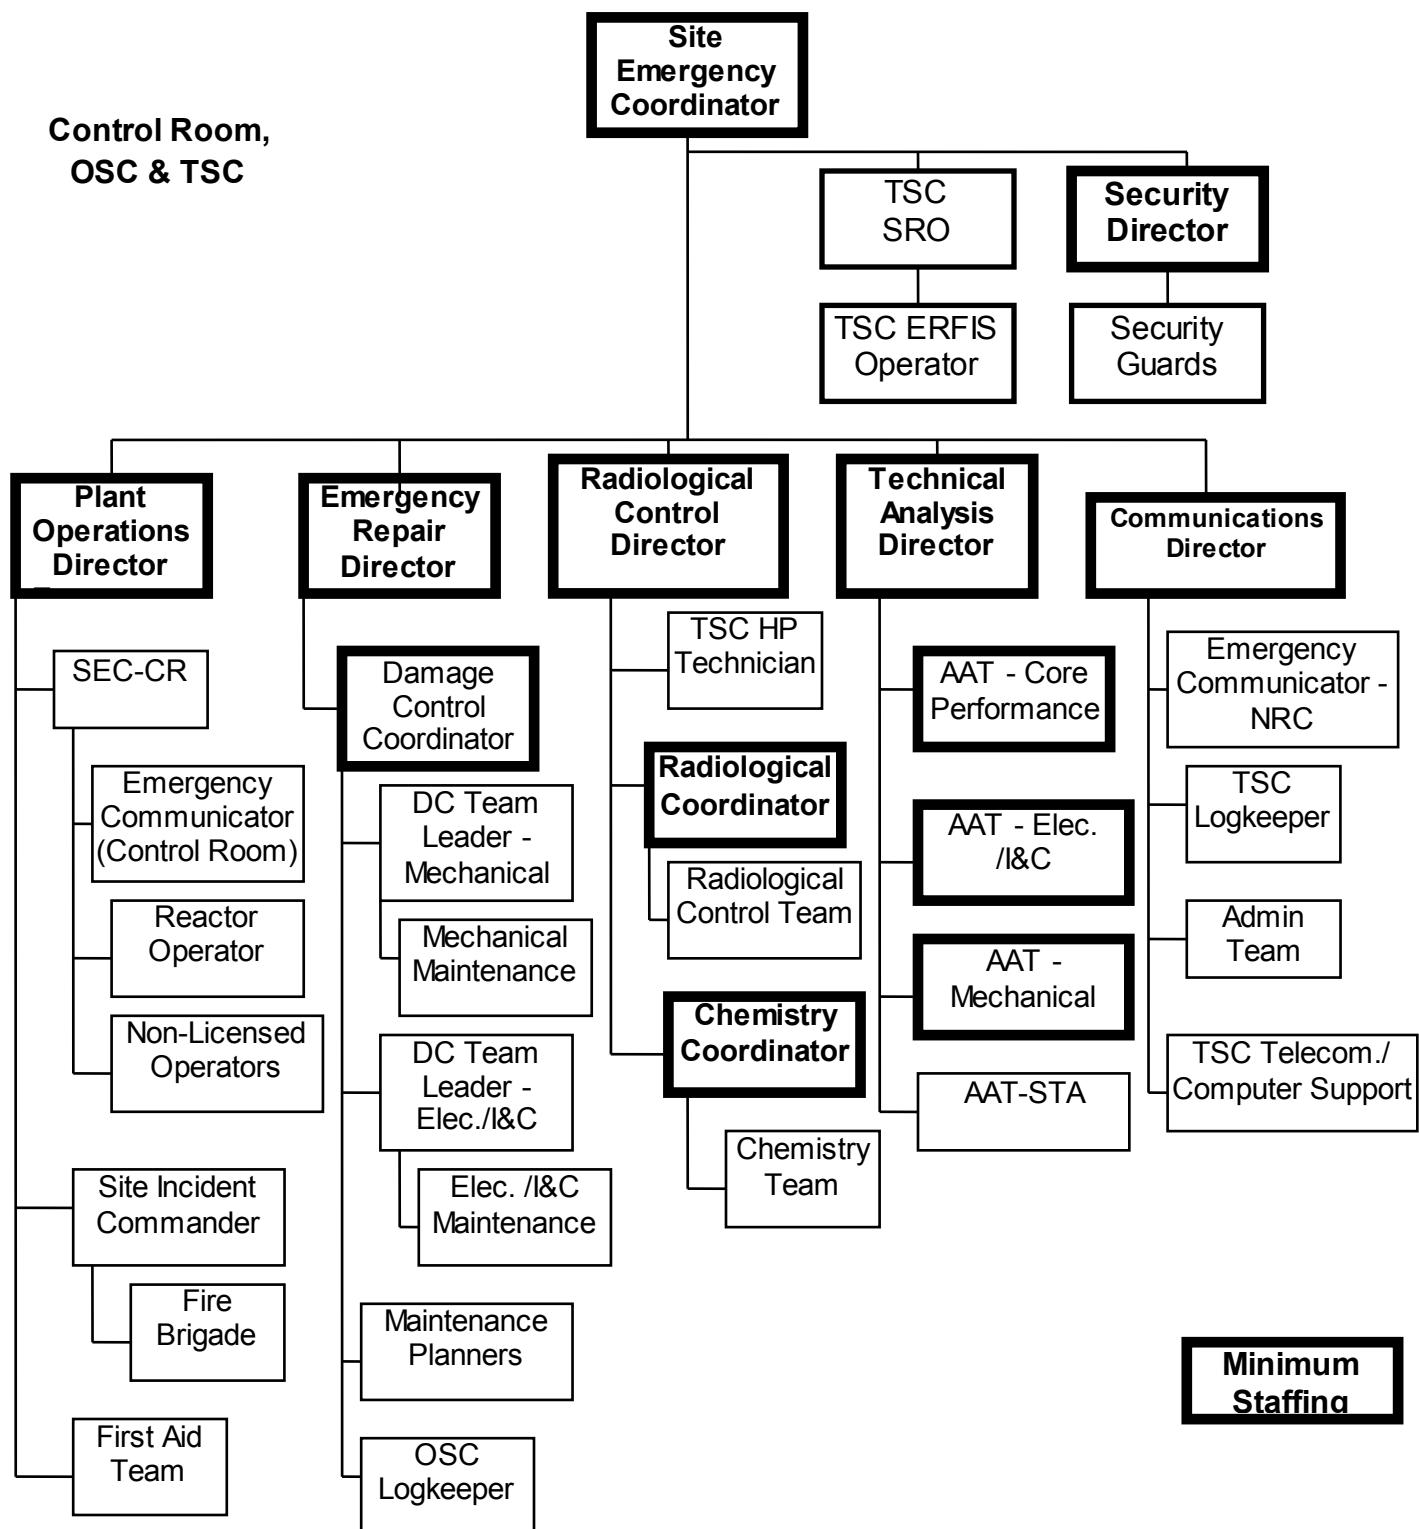 Site
Emergency
Coordinator
Control Room,
OSC & TSC
TSC
SRO
Security
Director
TSC ERFIS
Operator
Security
Guards
Plant
Operations
Director
Emergency
Repair
Director
Radiological
Control
Director
Technical
Analysis
Director
Communications
Director
SEC-CR
Emergency
Communicator
(Control Room)
Reactor
Operator
Non-Licensed
Operators
Site Incident
Commander
Fire
Brigade
First Aid
Team
Damage
Control
Coordinator
DC Team
Leader -
Mechanical
Mechanical
Maintenance
DC Team
Leader -
Elec./I&C
Elec. /I&C
Maintenance
Maintenance
Planners
OSC
Logkeeper
TSC HP
Technician
Radiological
Coordinator
Radiological
Control Team
Chemistry
Coordinator
Chemistry
Team
AAT - Core
Performance
AAT - Elec.
/I&C
AAT -
Mechanical
AAT-STA
Emergency
Communicator -
NRC
TSC
Logkeeper
Admin
Team
TSC Telecom./
Computer Support
Minimum
Staffing